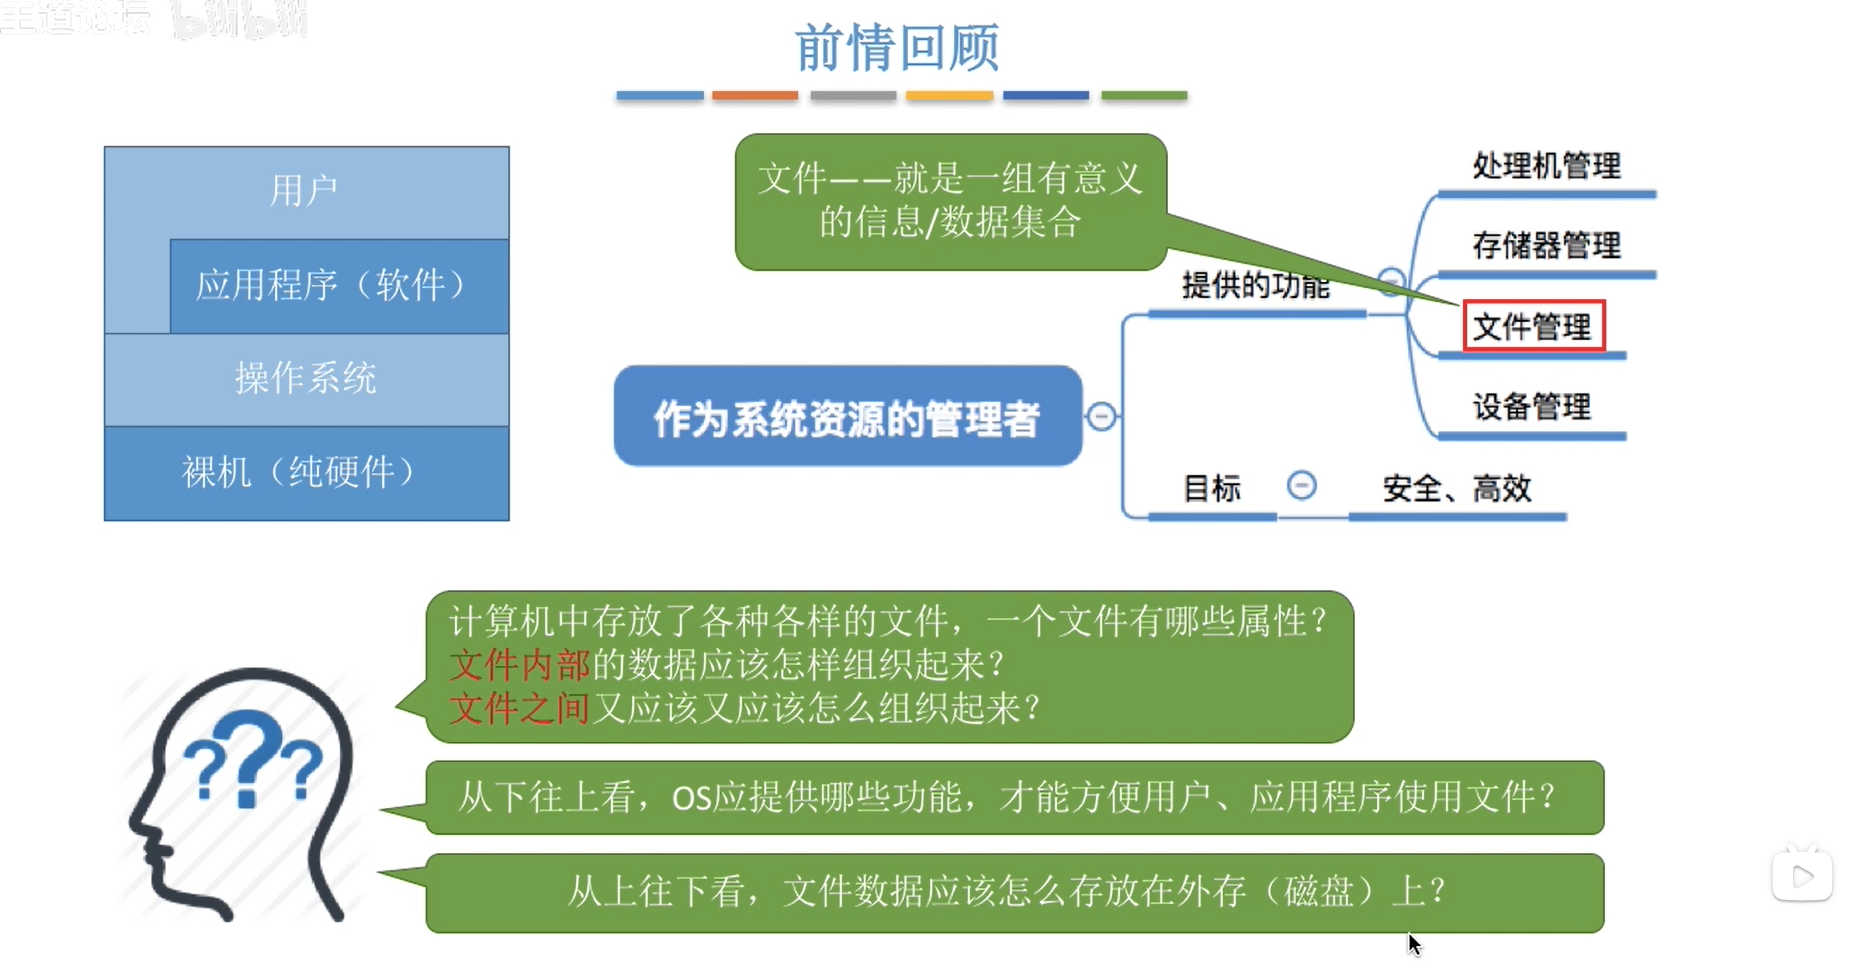 王道论坛 bilibili
前情回顾
用户
应用程序（软件）
操作系统
裸机（纯硬件）
文件——就是一组有意义
的信息/数据集合
作为系统资源的管理者
提供的功能
处理机管理
存储器管理
文件管理
设备管理
目标
安全、高效
???
计算机中存放了各种各样的文件，一个文件有哪些属性？
文件内部的数据应该怎样组织起来？
文件之间又应该又应该怎么组织起来？
从下往上看，OS应提供哪些功能，才能方便用户、应用程序使用文件？
从上往下看，文件数据应该怎么存放在外存（磁盘）上？